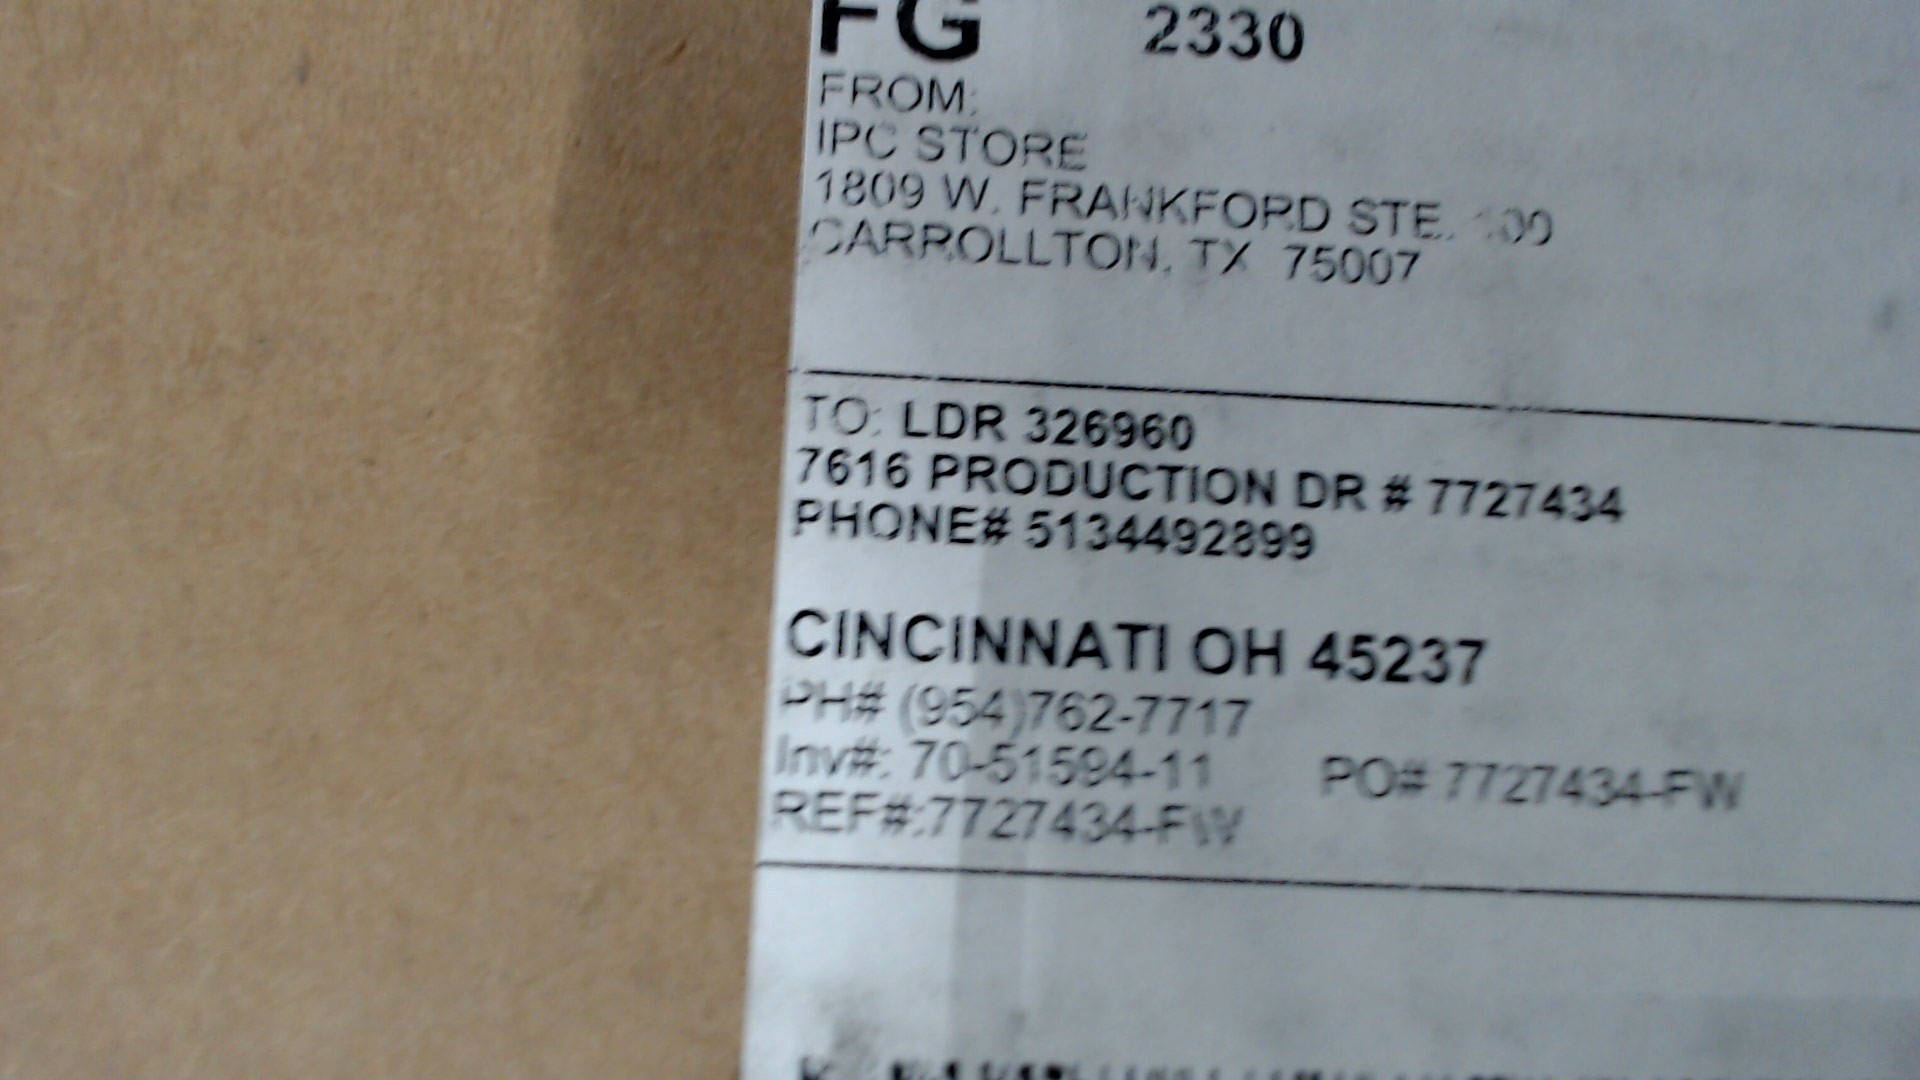 FG 2330
FROM:
IPC STORE
1809 W. FRANKFORD STE.
CARROLLTON, TX 75007
TO: LDR 326960
7616 PRODUCTION DR # 7727434
PHONE# 5134492899
CINCINNATI OH 45237
PH# (954)762-7717
Inv#: 70-51594-11 PO# 7727434-FW
REF#:7727434-FW